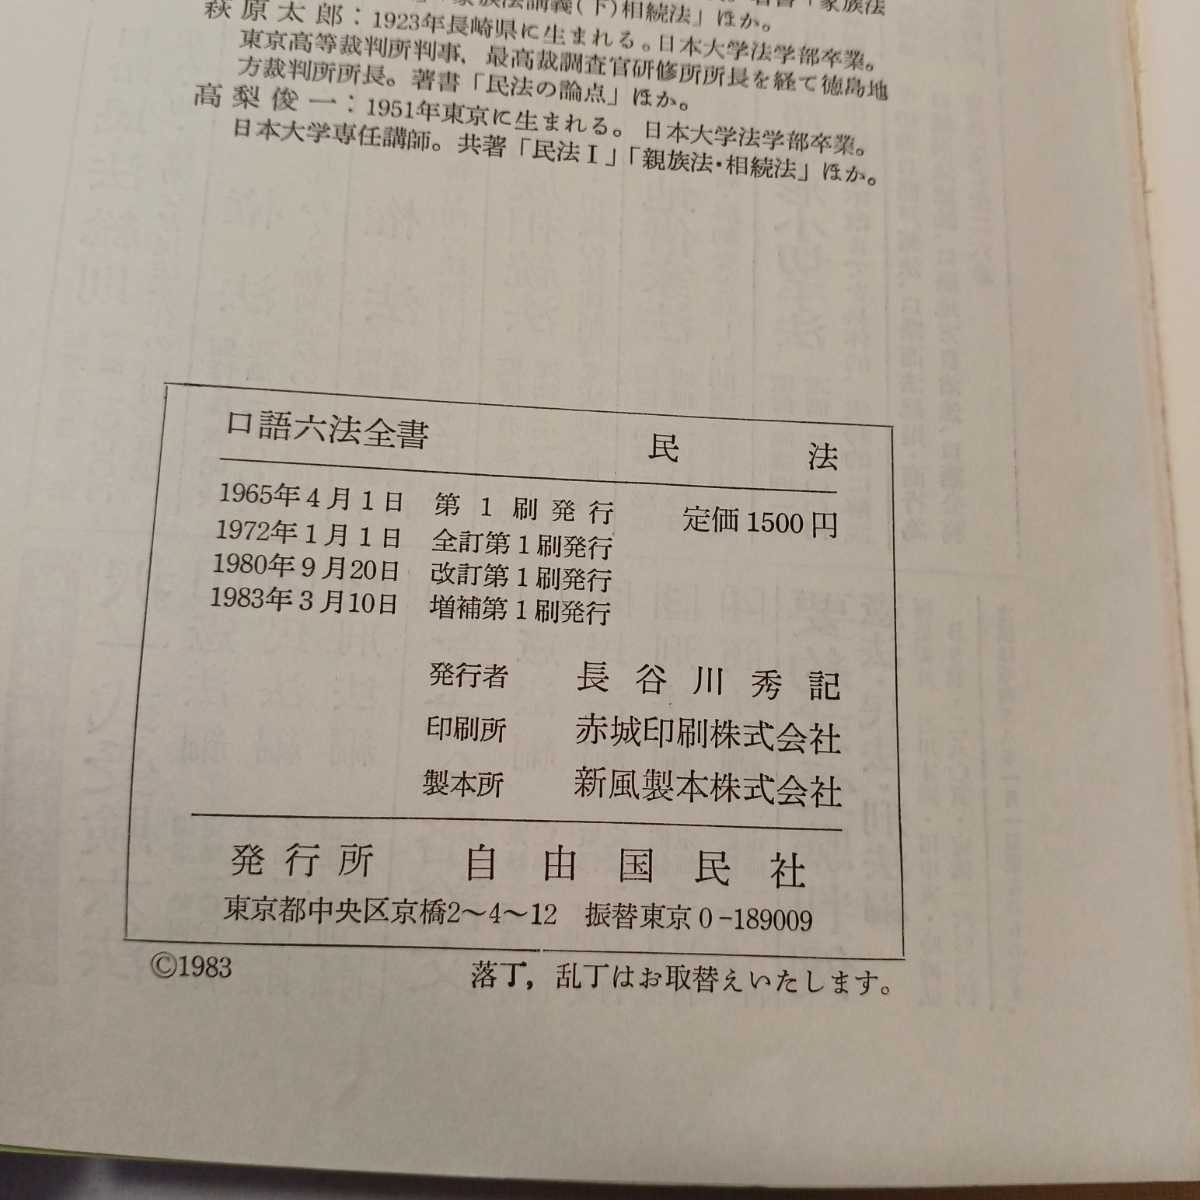 「家族法講義(下)相続法」ほか。
萩原太郎：1923年長崎県に生まれる。日本大学法学部卒業。
東京高等裁判所判事，最高裁調査官研修所所長を経て徳島地
方裁判所所長。著書「民法の論点」ほか。
高梨俊一：1951年東京に生まれる。日本大学法学部卒業。
日本大学専任講師。共著「民法Ⅰ」「親族法・相続法」ほか。
口語六法全書 民法
1965年4月1日 第1刷発行 定価1500円
1972年1月1日 全訂第1刷発行
1980年9月20日 改訂第1刷発行
1983年3月10日 増補第1刷発行
発行者 長谷川秀記
印刷所 赤城印刷株式会社
製本所 新風製本株式会社
発行所 自由国民社
東京都中央区京橋2〜4〜12 振替東京0-189009
©1983 落丁，乱丁はお取替えいたします。